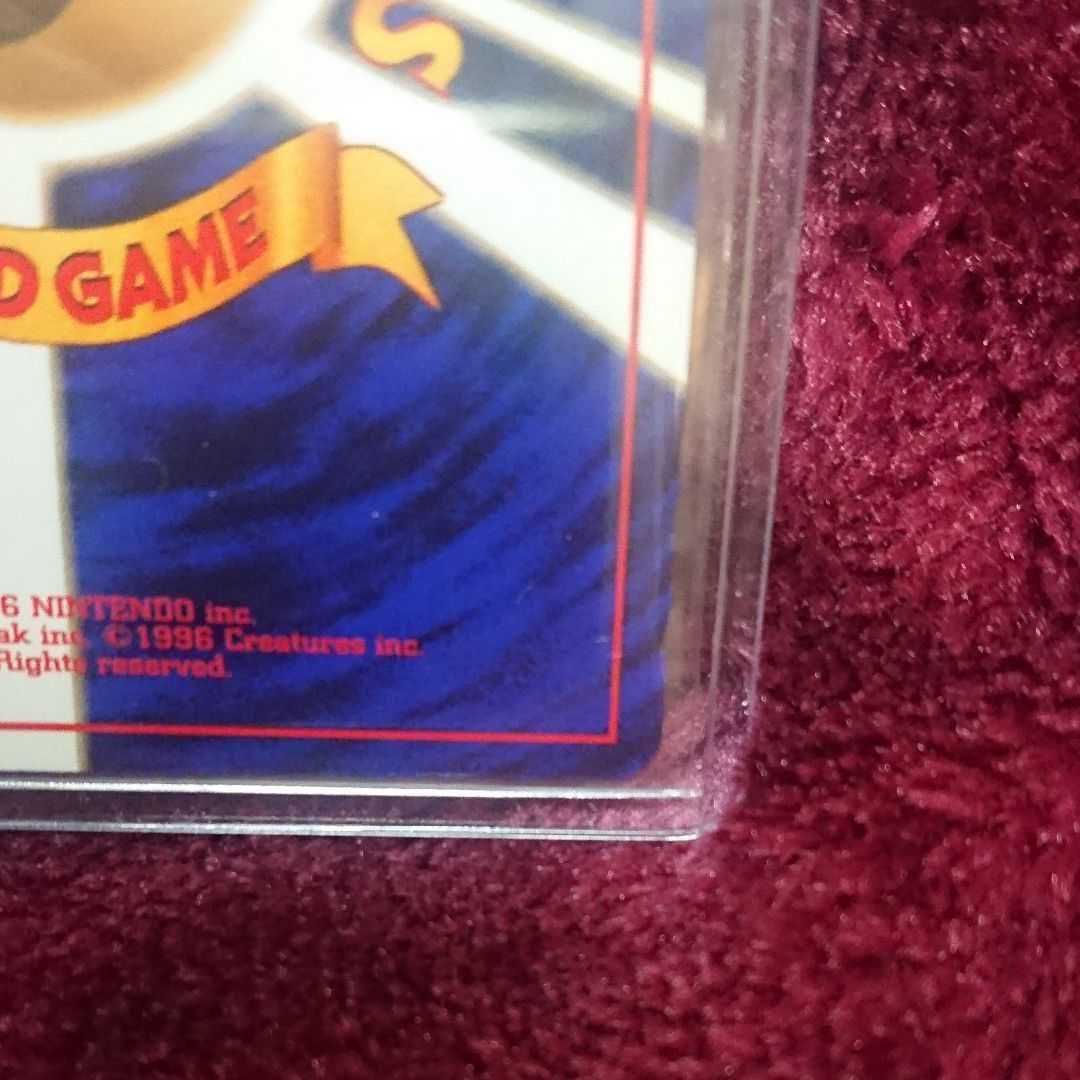 S
D GAME
6 NINTENDO inc.
ak inc. ©1996 Creatures inc.
Rights reserved.